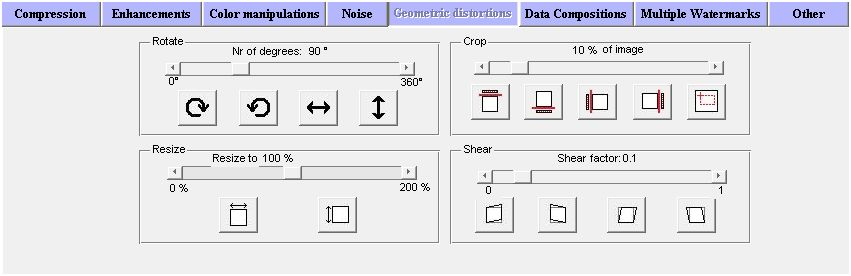 Compression Enhancements Color manipulations Noise Geometric distortions Data Compositions Multiple Watermarks Other
Rotate
Nr of degrees: 90 °
0° 360°
Crop
10 % of image
Resize
Resize to 100 %
0 % 200 %
Shear
Shear factor: 0.1
0 1